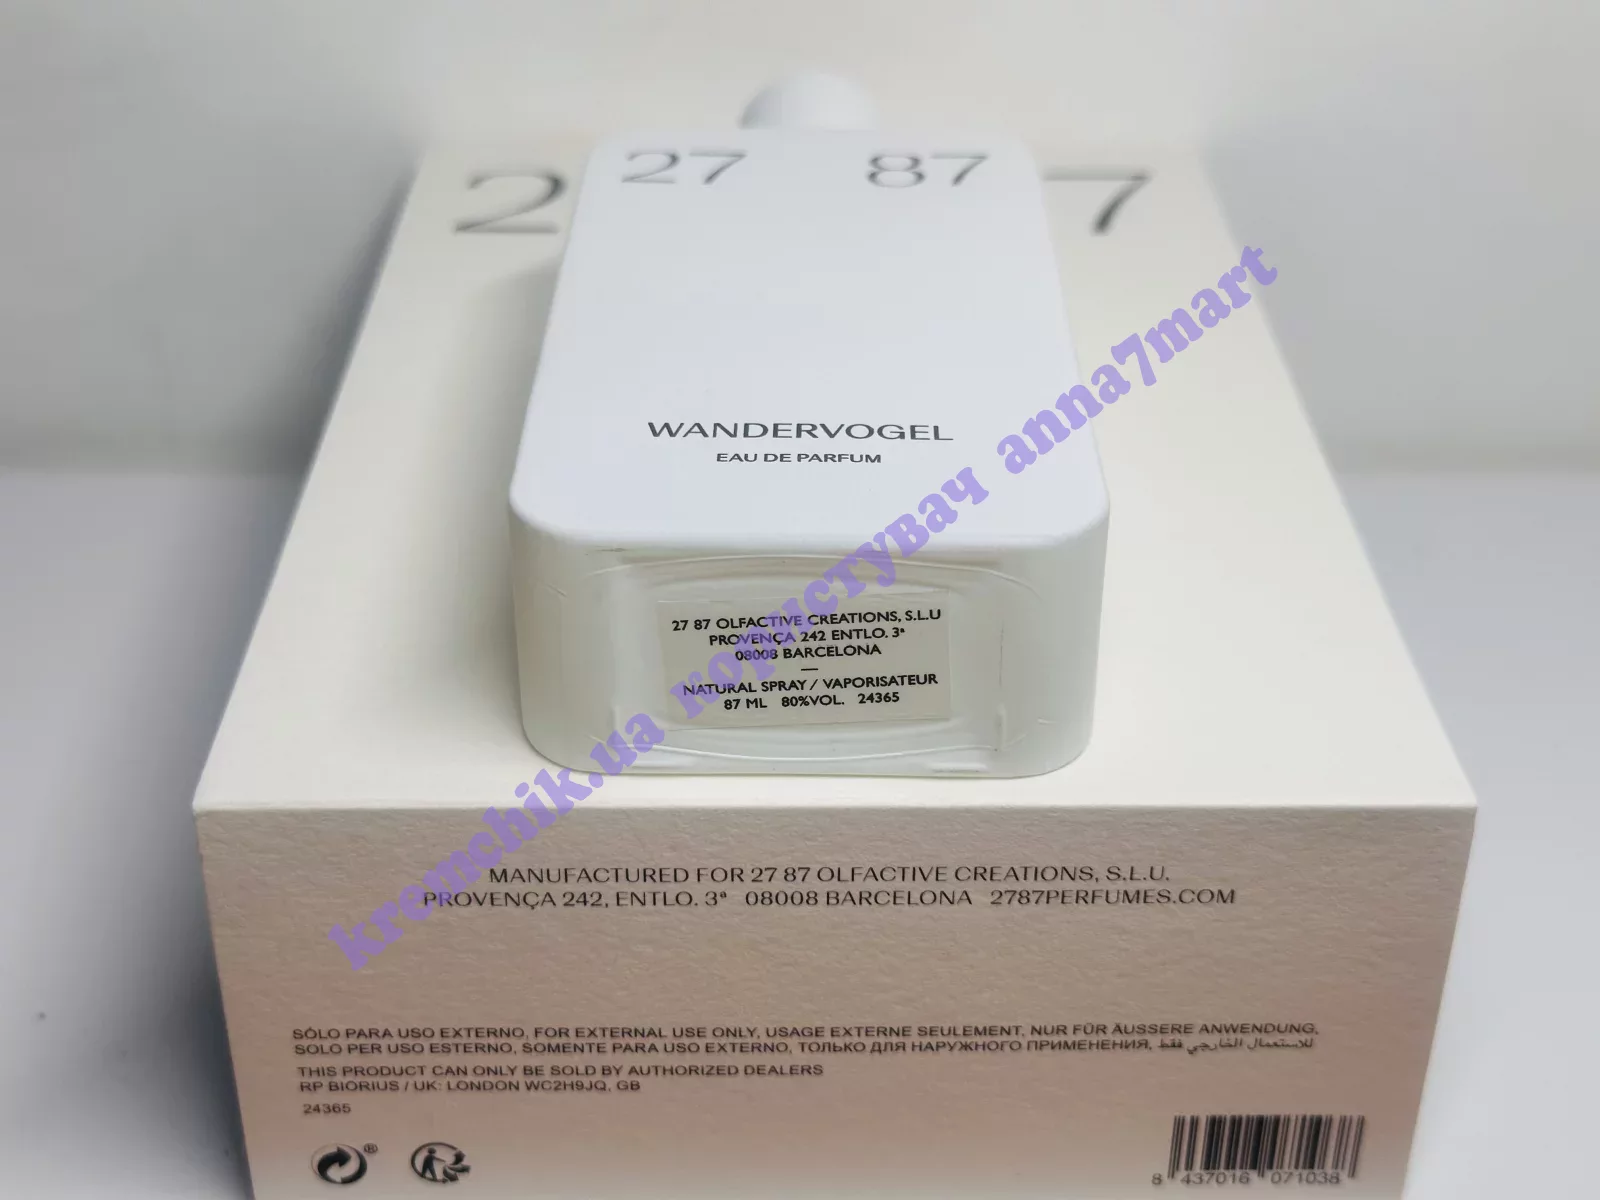 2 7
27 87
WANDERVOGEL
EAU DE PARFUM
27 87 OLFACTIVE CREATIONS, S.L.U
PROVENÇA 242 ENTLO. 3ª
08008 BARCELONA
—
NATURAL SPRAY / VAPORISATEUR
87 ML 80%VOL. 24365
kremchik.ua користувач anna7mart
MANUFACTURED FOR 27 87 OLFACTIVE CREATIONS, S.L.U.
PROVENÇA 242, ENTLO. 3ª 08008 BARCELONA 2787PERFUMES.COM
SÓLO PARA USO EXTERNO, FOR EXTERNAL USE ONLY, USAGE EXTERNE SEULEMENT, NUR FÜR ÄUSSERE ANWENDUNG,
SOLO PER USO ESTERNO, SOMENTE PARA USO EXTERNO, ТОЛЬКО ДЛЯ НАРУЖНОГО ПРИМЕНЕНИЯ, للاستعمال الخارجي فقط
THIS PRODUCT CAN ONLY BE SOLD BY AUTHORIZED DEALERS
RP BIORIUS / UK: LONDON WC2H9JQ, GB
24365
®
8 437016 071038